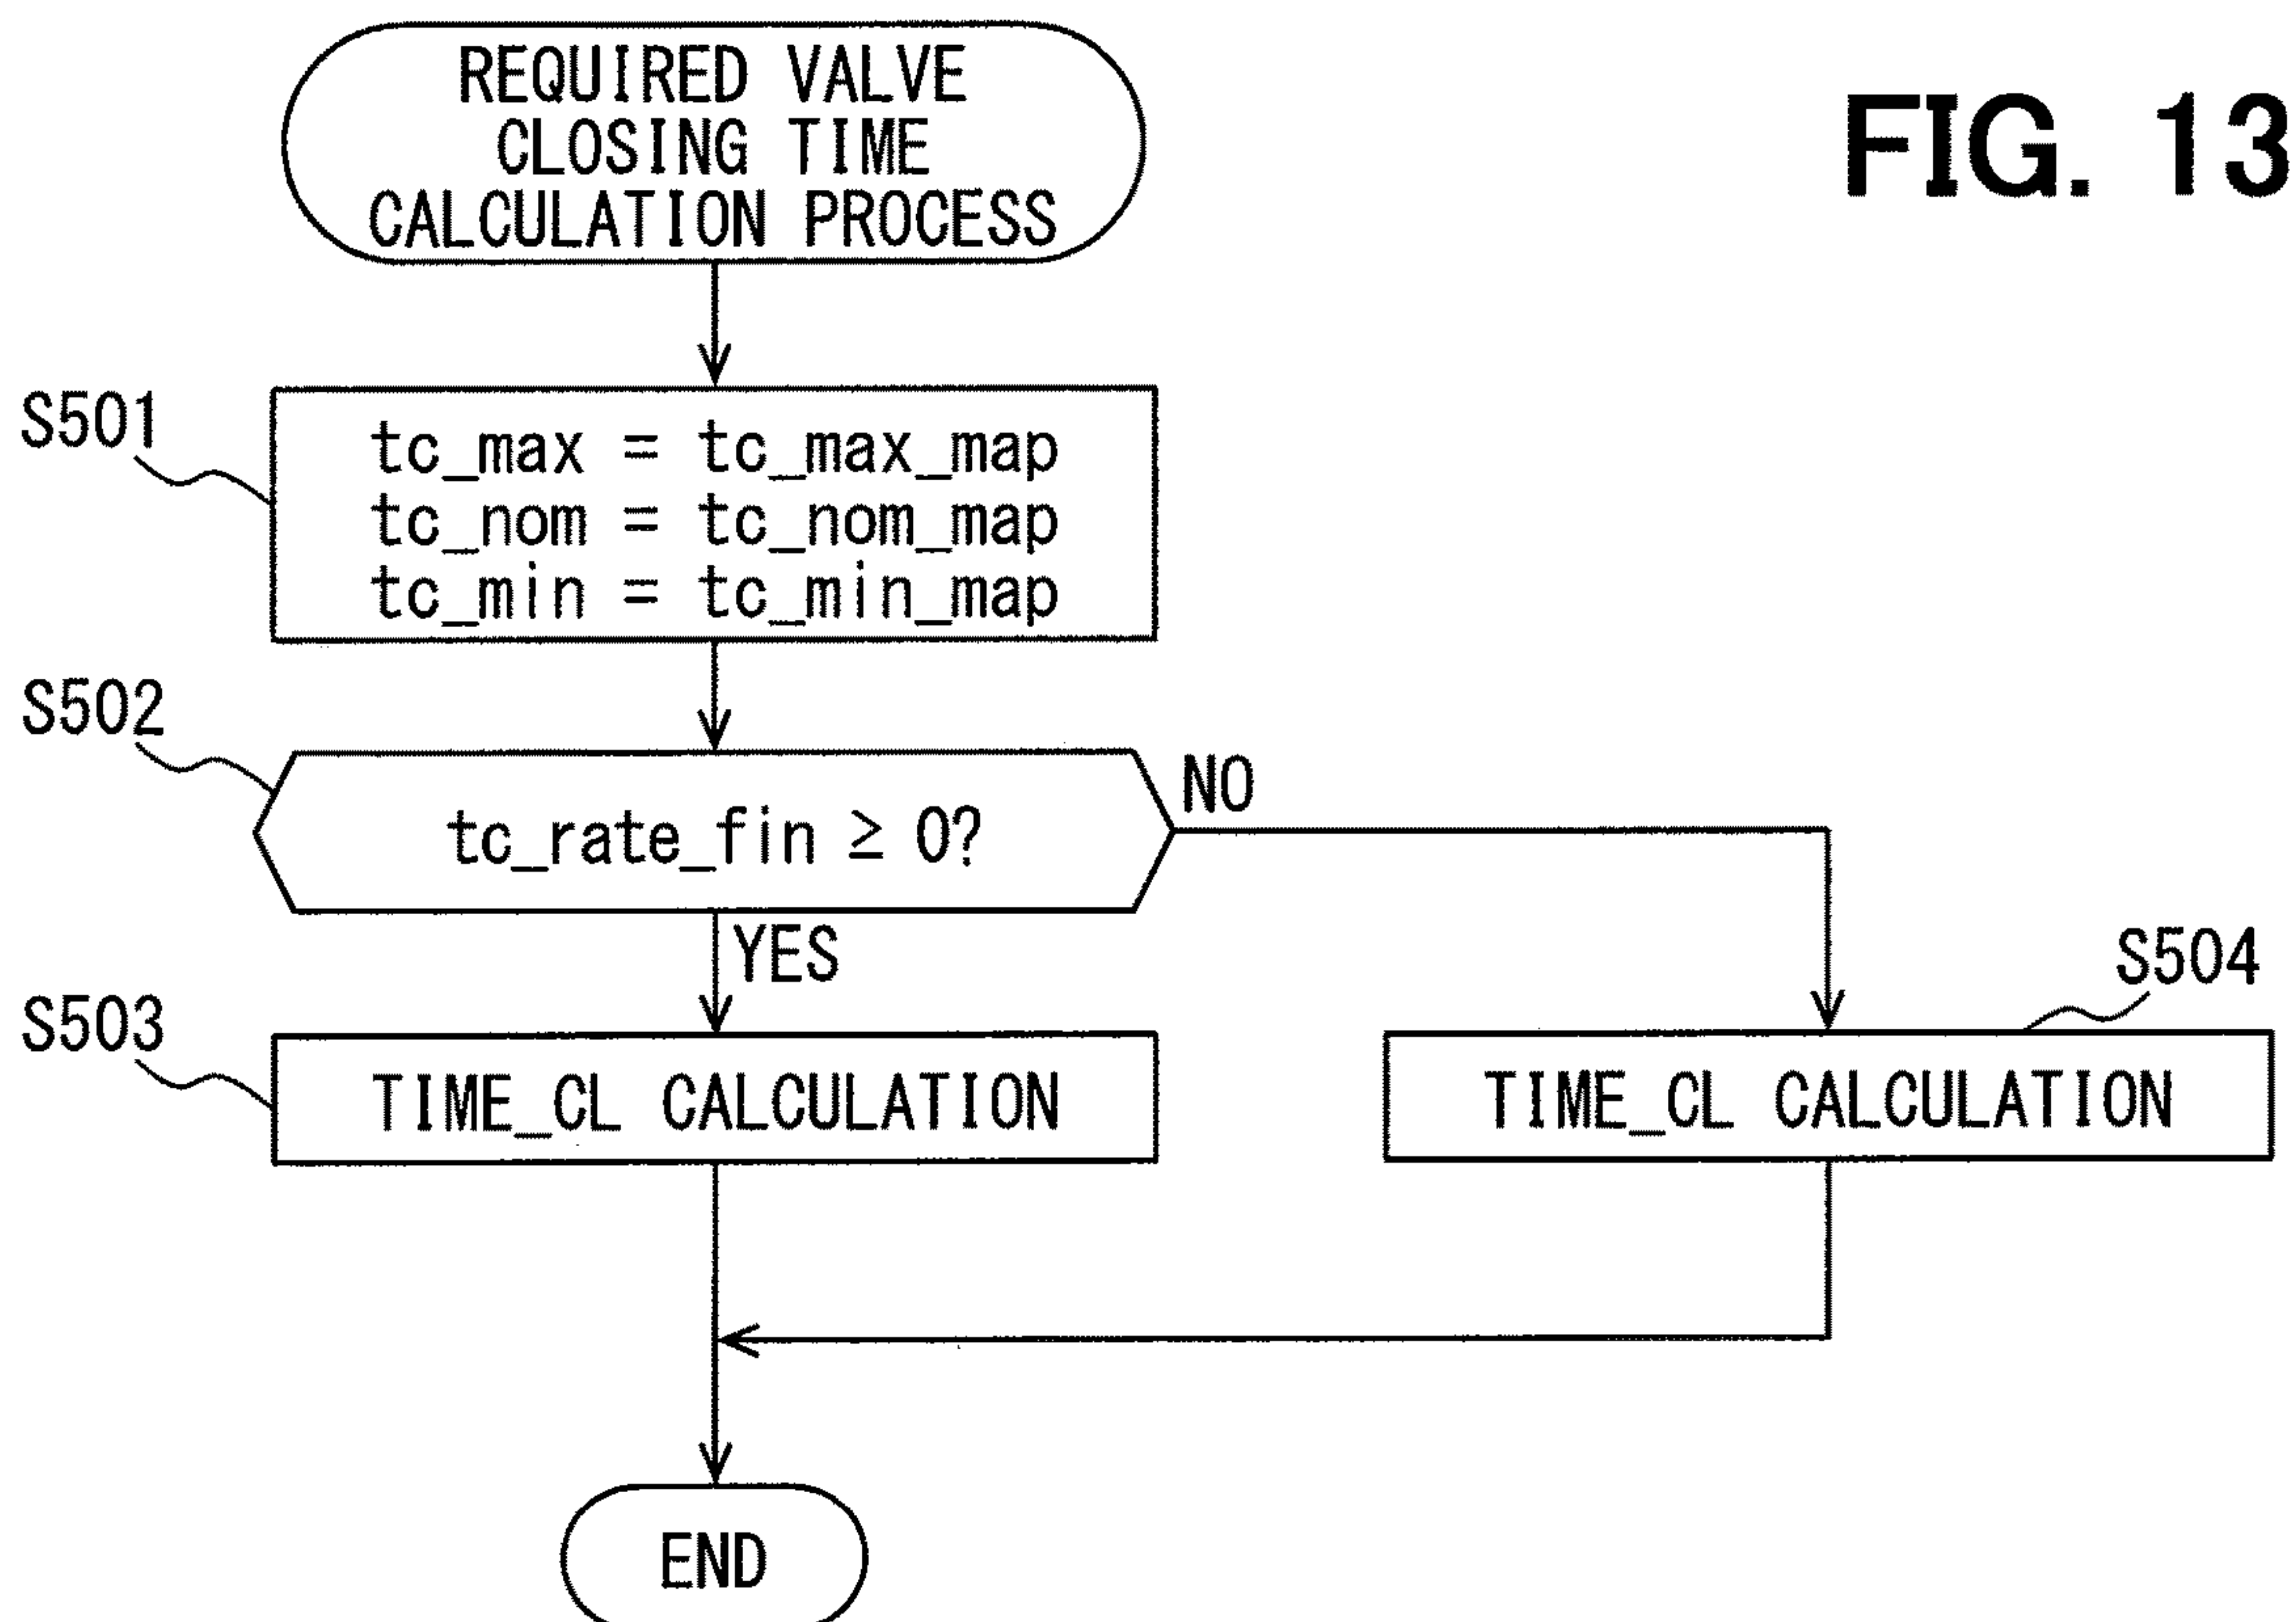 FIG. 13
REQUIRED VALVE
CLOSING TIME
CALCULATION PROCESS
S501
tc_max = tc_max_map
tc_nom = tc_nom_map
tc_min = tc_min_map
S502
tc_rate_fin ≥ 0?
NO
YES
S503
TIME_CL CALCULATION
S504
TIME_CL CALCULATION
END